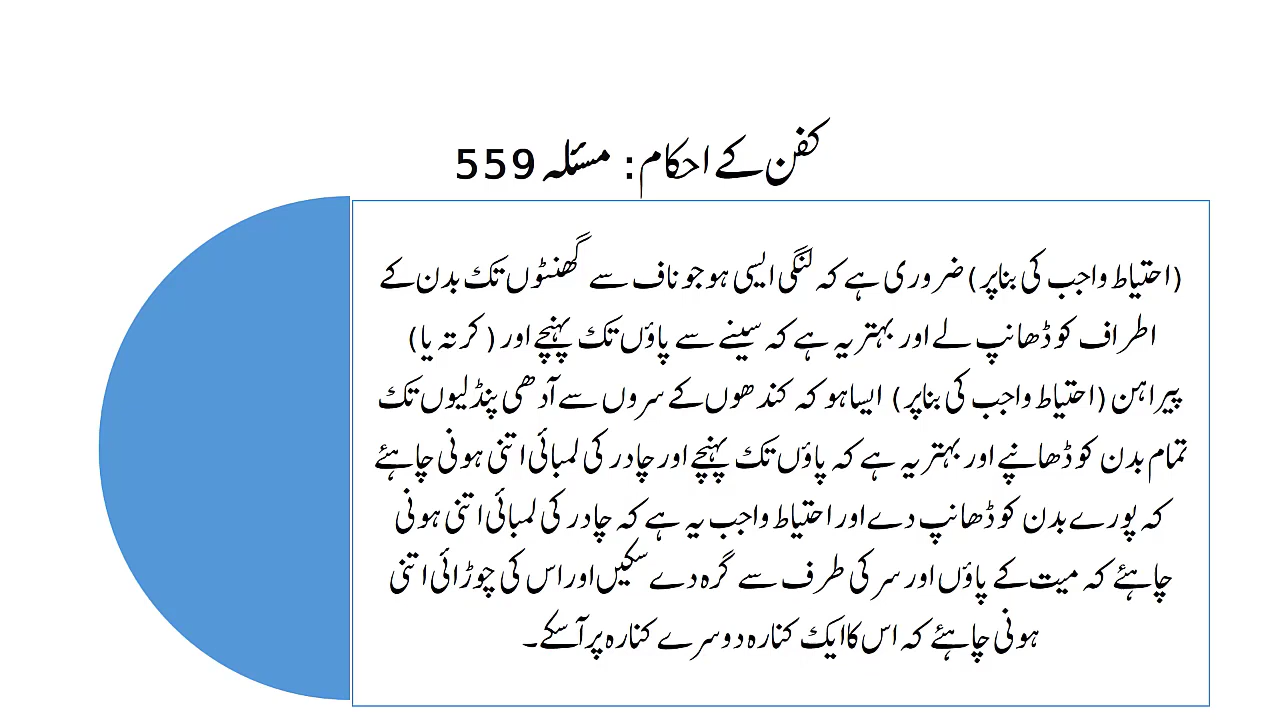 کفن کے احکام: مسئلہ 559
(احتیاط واجب کی بناپر) ضروری ہے کہ لنگی ایسی ہو جو ناف سے گھنٹوں تک بدن کے
اطراف کو ڈھانپ لے اور بہتر یہ ہے کہ سینے سے پاؤں تک پہنچے اور (کرتہ یا)
پیراہن (احتیاط واجب کی بناپر) ایسا ہو کہ کندھوں کے سروں سے آدھی پنڈلیوں تک
تمام بدن کو ڈھانپے اور بہتر یہ ہے کہ پاؤں تک پہنچے اور چادر کی لمبائی اتنی ہونی چاہئے
کہ پورے بدن کو ڈھانپ دے اور احتیاط واجب یہ ہے کہ چادر کی لمبائی اتنی ہونی
چاہئے کہ میت کے پاؤں اور سر کی طرف سے گرہ دے سکیں اور اس کی چوڑائی اتنی
ہونی چاہئے کہ اس کا ایک کنارہ دوسرے کنارہ پر آسکے۔